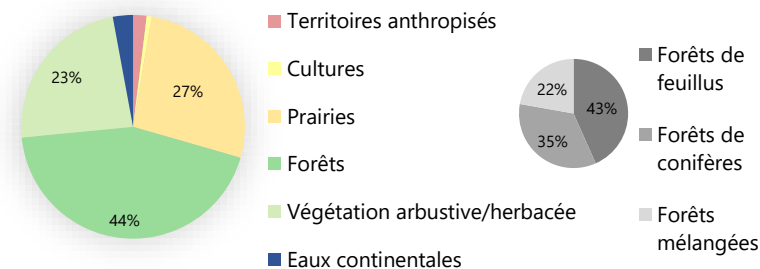 23%
27%
44%
Territoires anthropisés
Cultures
Prairies
Forêts
Végétation arbustive/herbacée
Eaux continentales
22%
43%
35%
Forêts de
feuillus
Forêts de
conifères
Forêts
mélangées